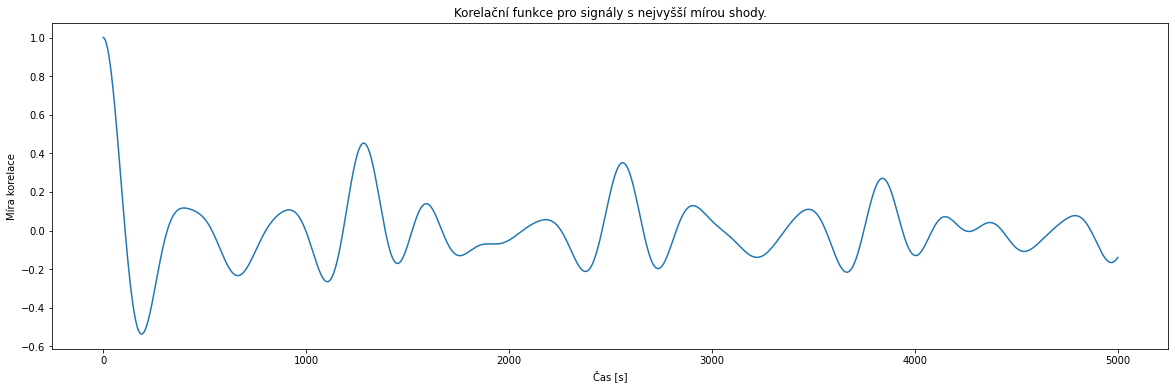 Korelační funkce pro signály s nejvyšší mírou shody.
1.0
0.8
0.6
0.4
0.2
0.0
−0.2
−0.4
−0.6
Míra korelace
0 1000 2000 3000 4000 5000
Čas [s]